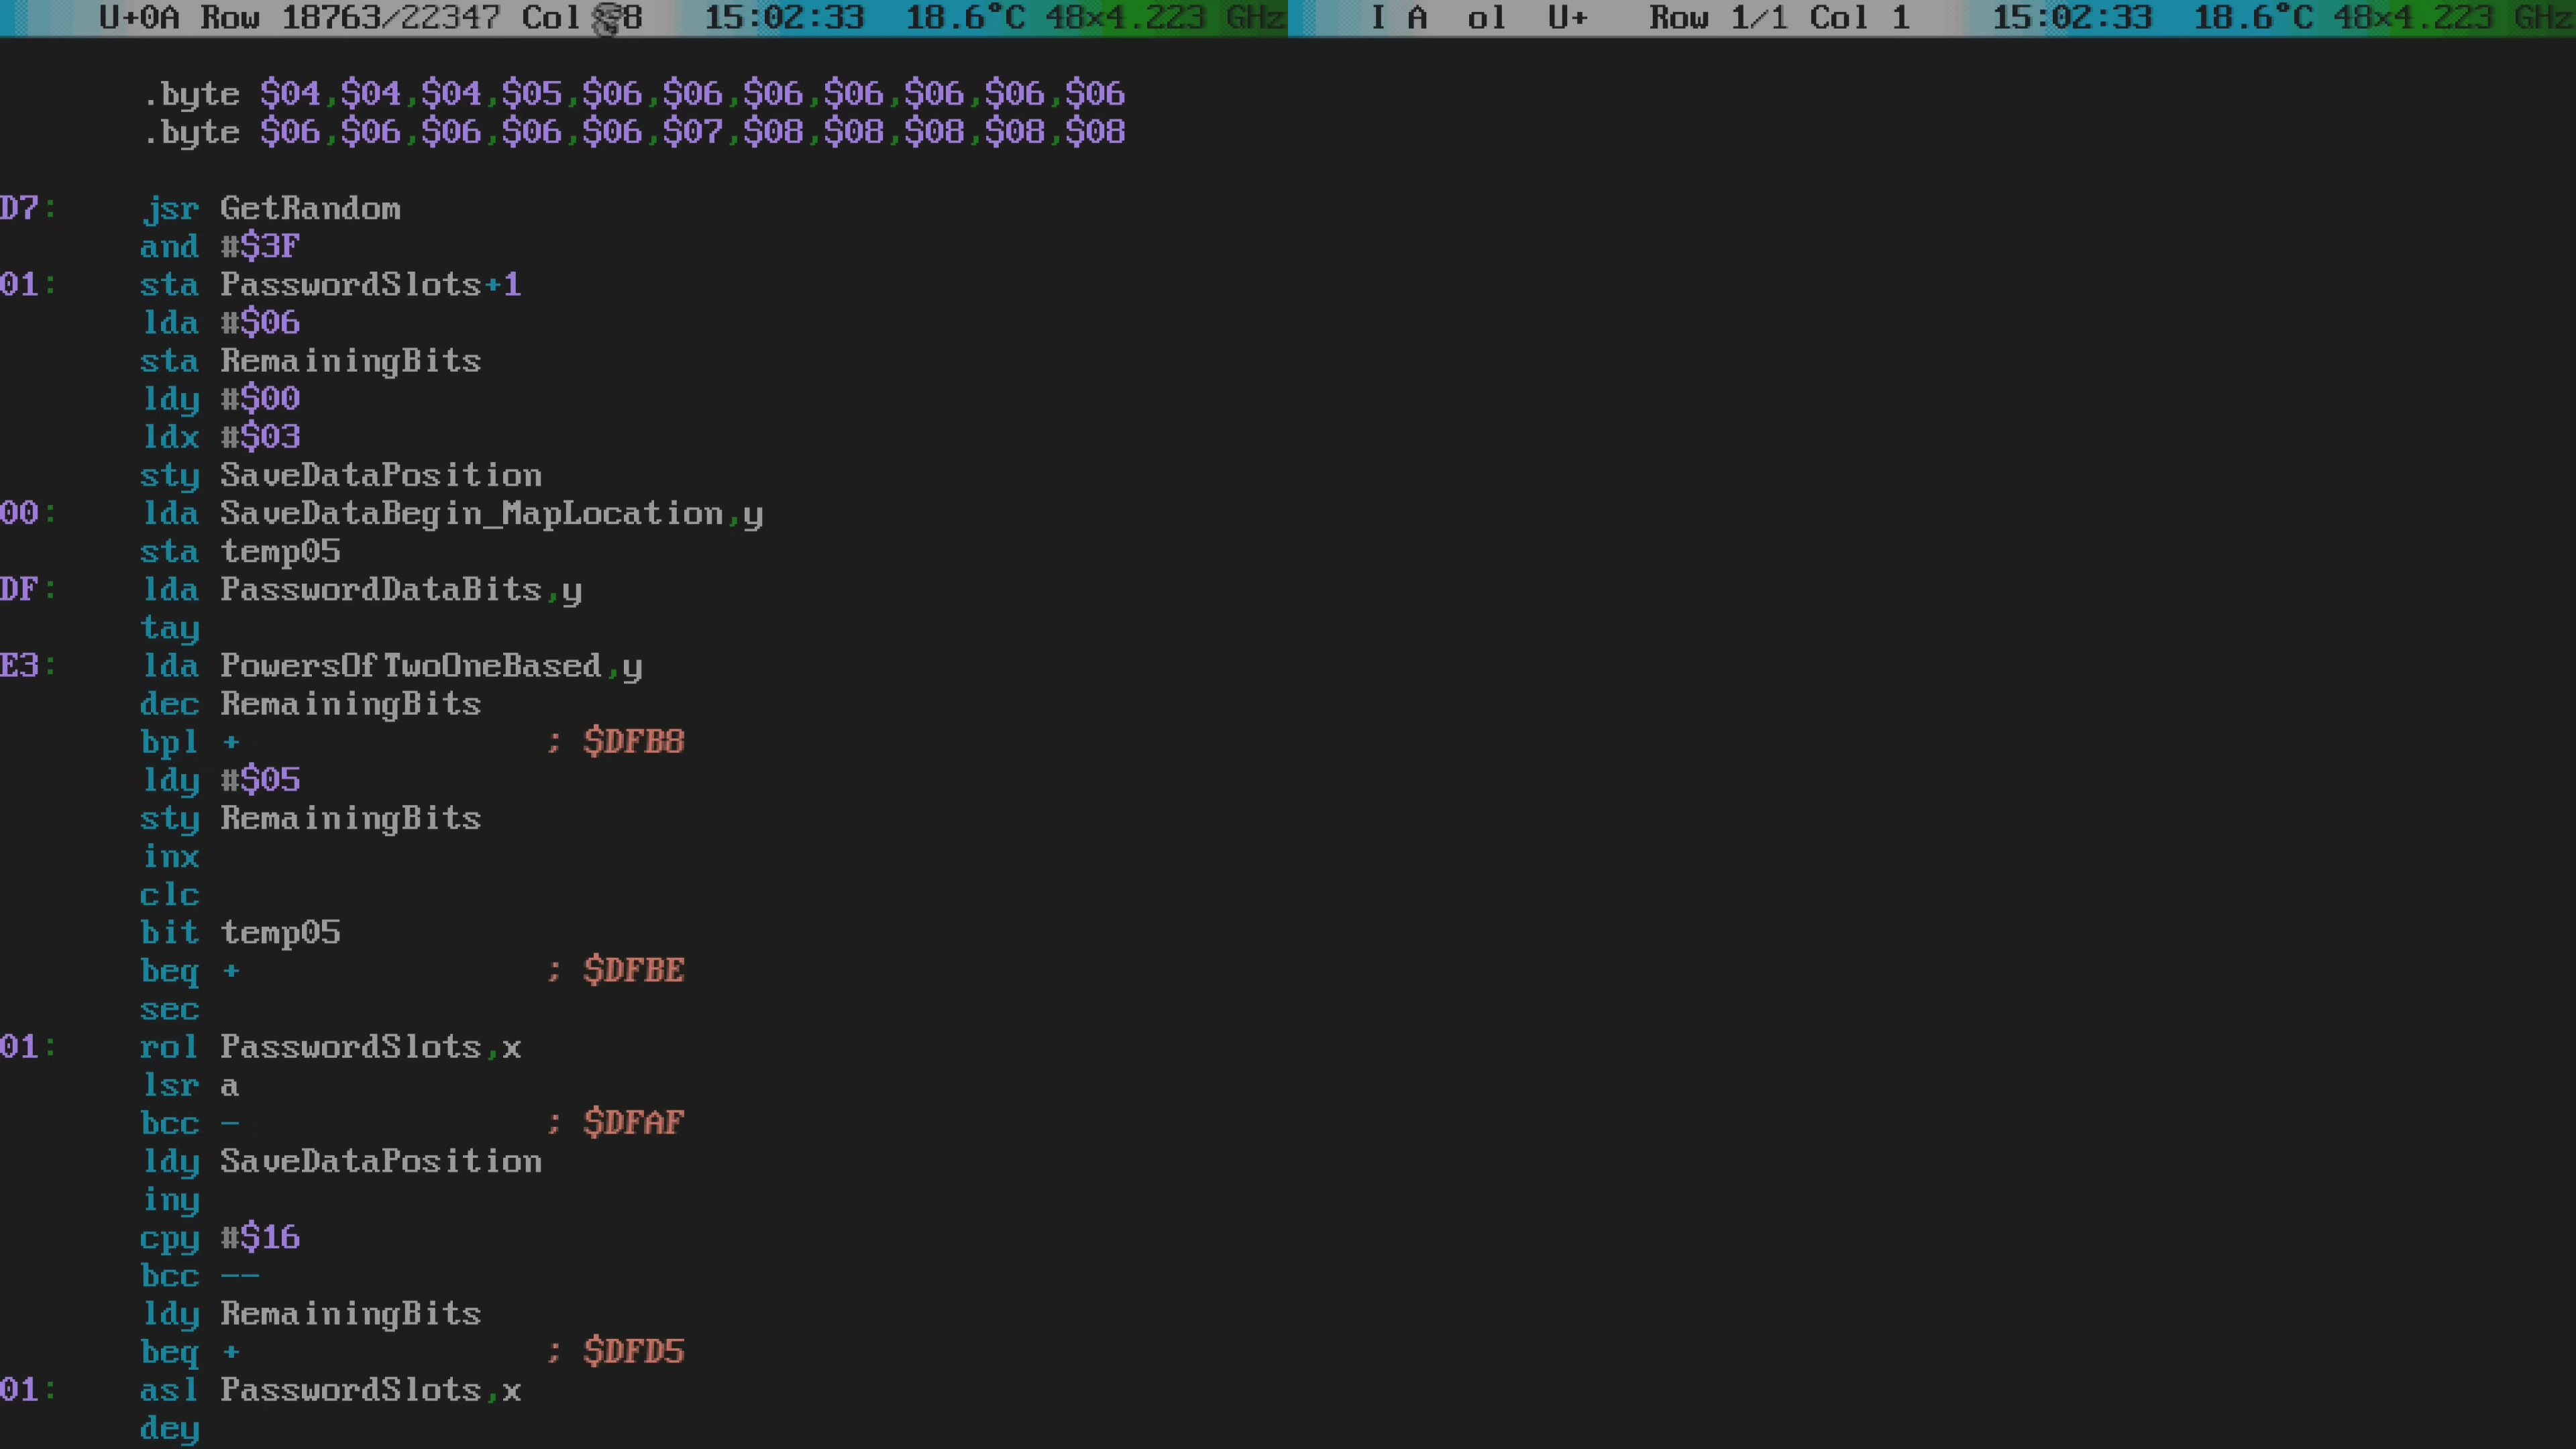 U+0A Row 18763/22347 Col 8 15:02:33 18.6°C 48×4.223 GHz I A ol U+ Row 1/1 Col 1 15:02:33 18.6°C 48×4.223 GHz
.byte $04,$04,$04,$05,$06,$06,$06,$06,$06,$06,$06
.byte $06,$06,$06,$06,$06,$07,$08,$08,$08,$08,$08
D7: jsr GetRandom
and #$3F
01: sta PasswordSlots+1
lda #$06
sta RemainingBits
ldy #$00
ldx #$03
sty SaveDataPosition
00: lda SaveDataBegin_MapLocation,y
sta temp05
DF: lda PasswordDataBits,y
tay
E3: lda PowersOfTwoOneBased,y
dec RemainingBits
bpl + ; $DFB8
ldy #$05
sty RemainingBits
inx
clc
bit temp05
beq + ; $DFBE
sec
01: rol PasswordSlots,x
lsr a
bcc - ; $DFAF
ldy SaveDataPosition
iny
cpy #$16
bcc --
ldy RemainingBits
beq + ; $DFD5
01: asl PasswordSlots,x
dey